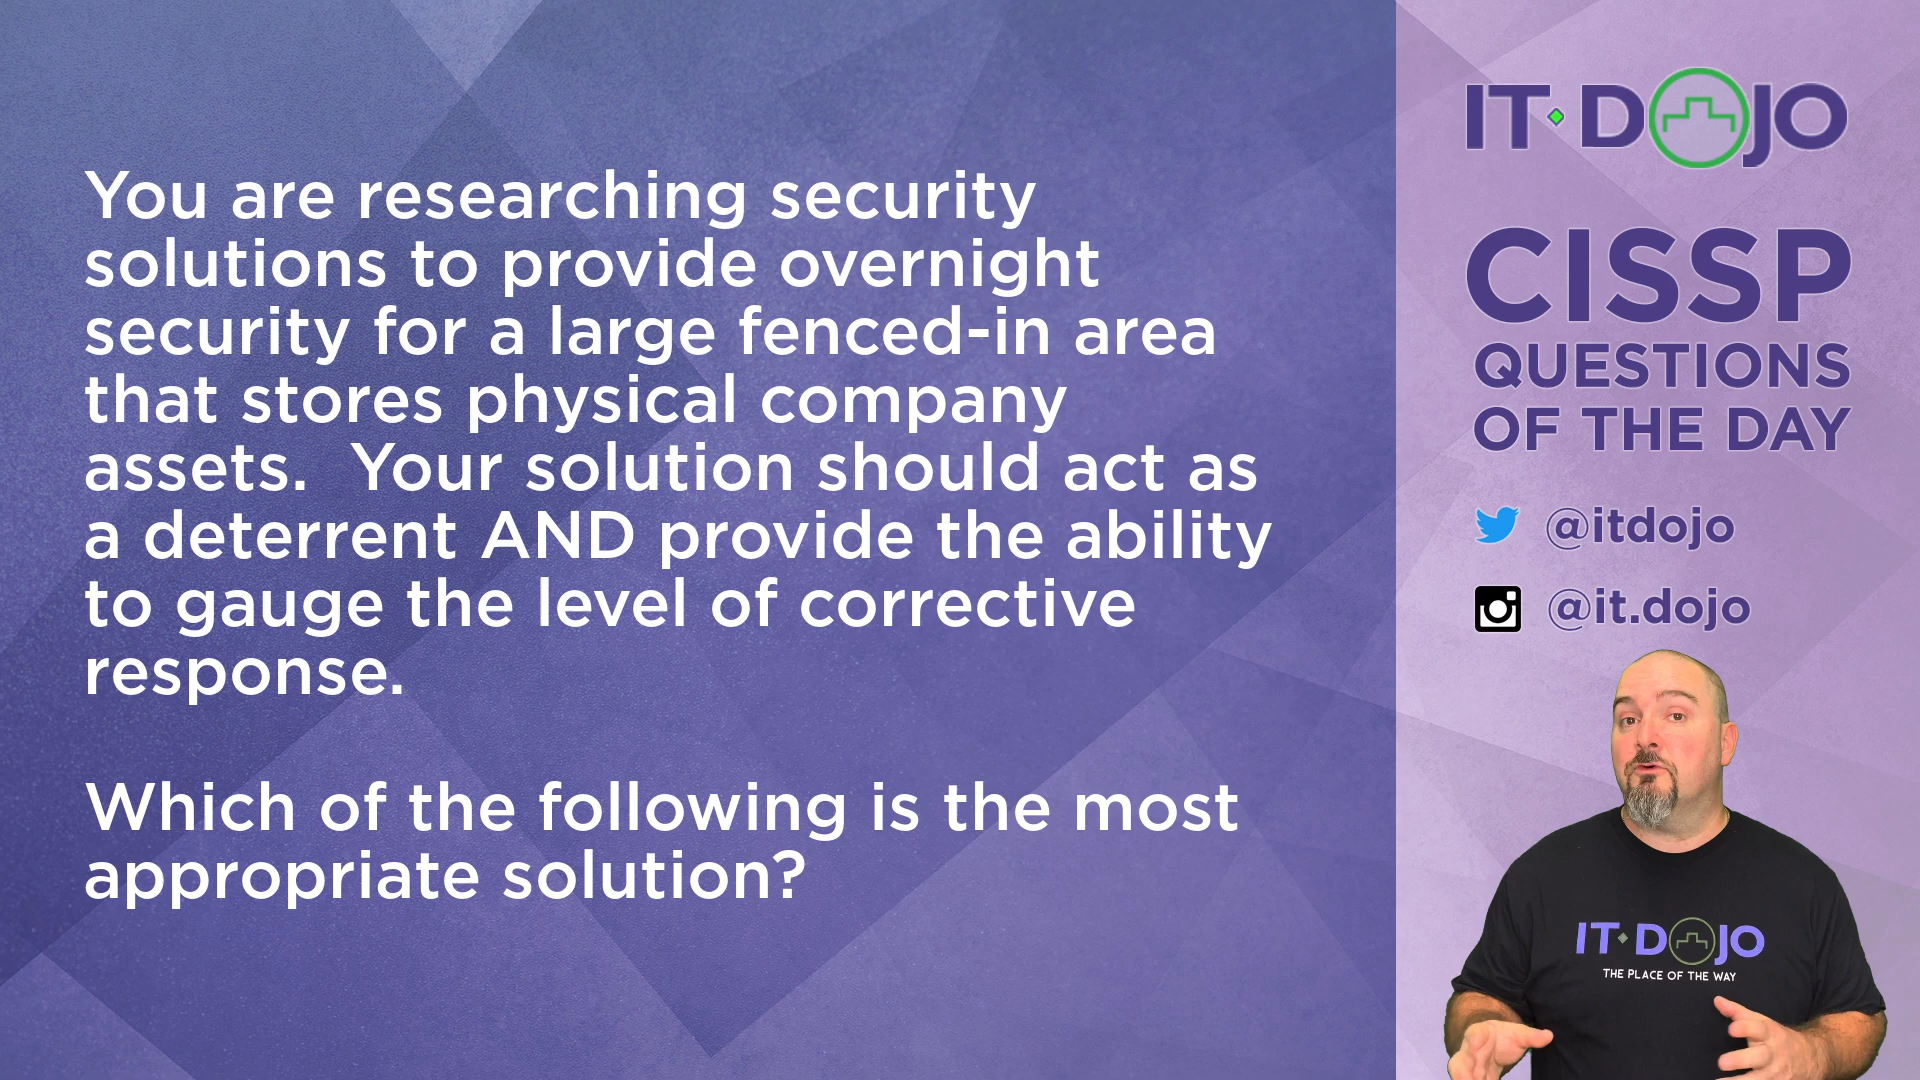 You are researching security
solutions to provide overnight
security for a large fenced-in area
that stores physical company
assets.  Your solution should act as
a deterrent AND provide the ability
to gauge the level of corrective
response.
Which of the following is the most
appropriate solution?
IT DOJO
CISSP
QUESTIONS
OF THE DAY
@itdojo
@it.dojo
IT DOJO
THE PLACE OF THE WAY